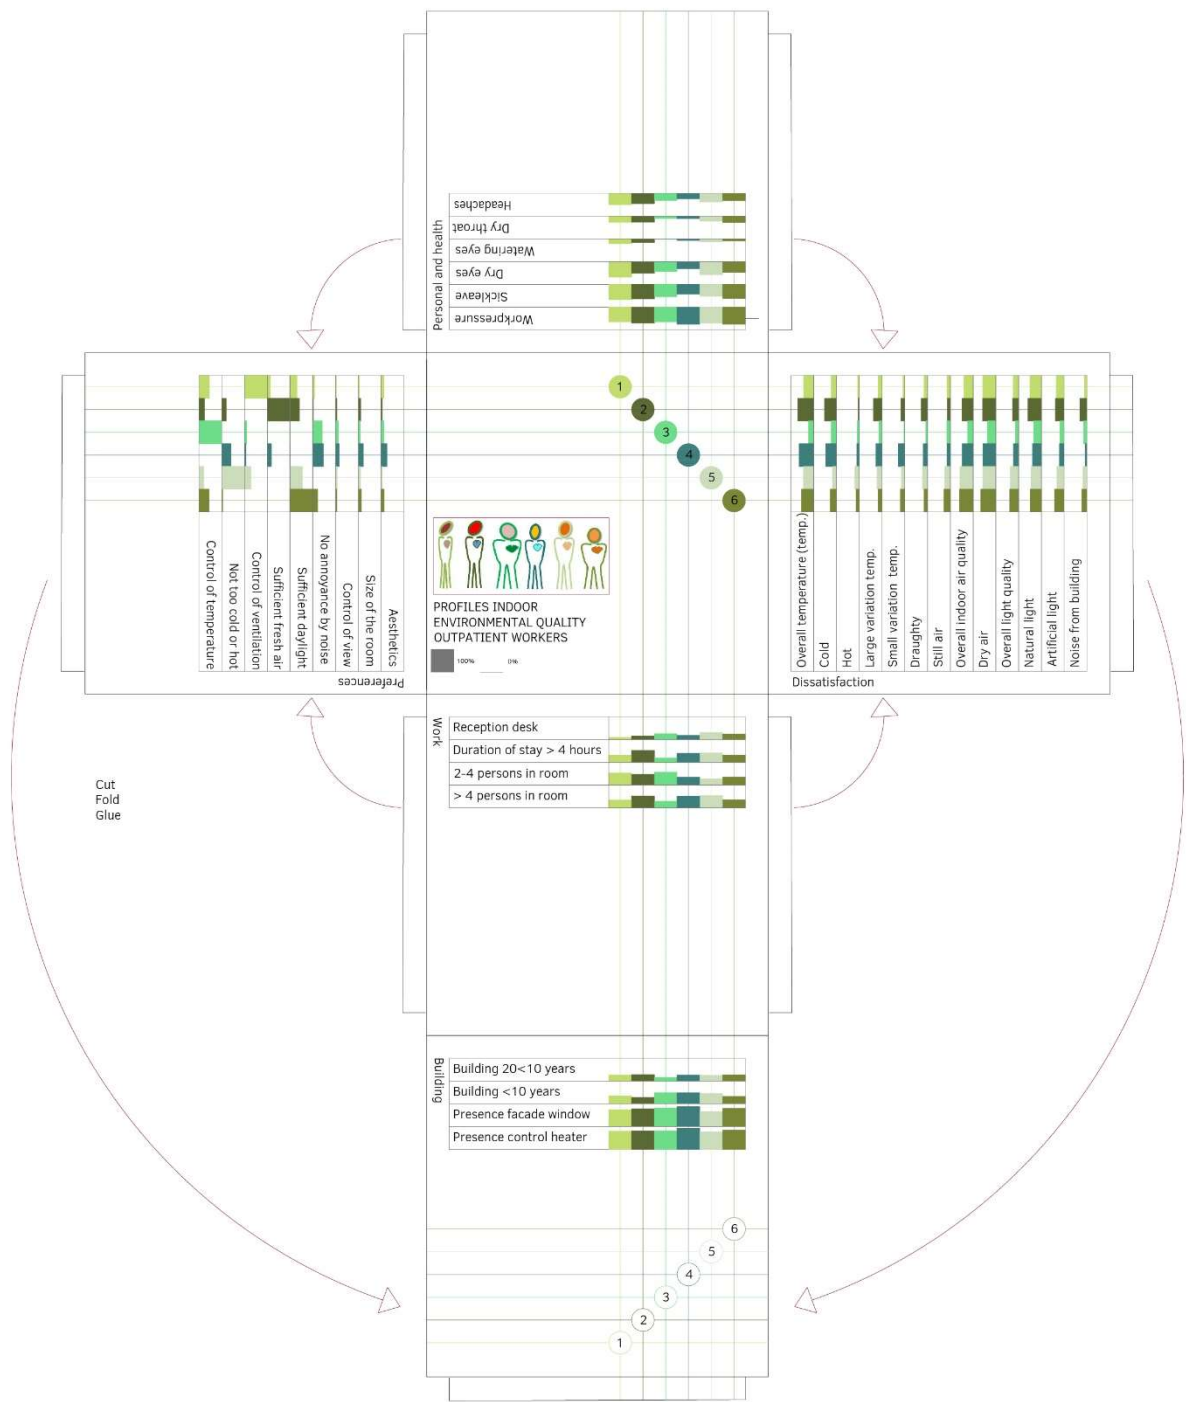 Personal and health
Headaches
Dry throat
Watering eyes
Dry eyes
Sickleave
Workpressure
1
2
3
4
5
6
Control of temperature
Not too cold or hot
Control of ventilation
Sufficient fresh air
Sufficient daylight
No annoyance by noise
Control of view
Size of the room
Aesthetics
Preferences
PROFILES INDOOR
ENVIRONMENTAL QUALITY
OUTPATIENT WORKERS
100% 0%
Overall temperature (temp.)
Cold
Hot
Large variation temp.
Small variation temp.
Draughty
Still air
Overall indoor air quality
Dry air
Overall light quality
Natural light
Artificial light
Noise from building
Dissatisfaction
Work
Reception desk
Duration of stay > 4 hours
2-4 persons in room
> 4 persons in room
Cut
Fold
Glue
Building
Building 20<10 years
Building <10 years
Presence facade window
Presence control heater
6
5
4
3
2
1